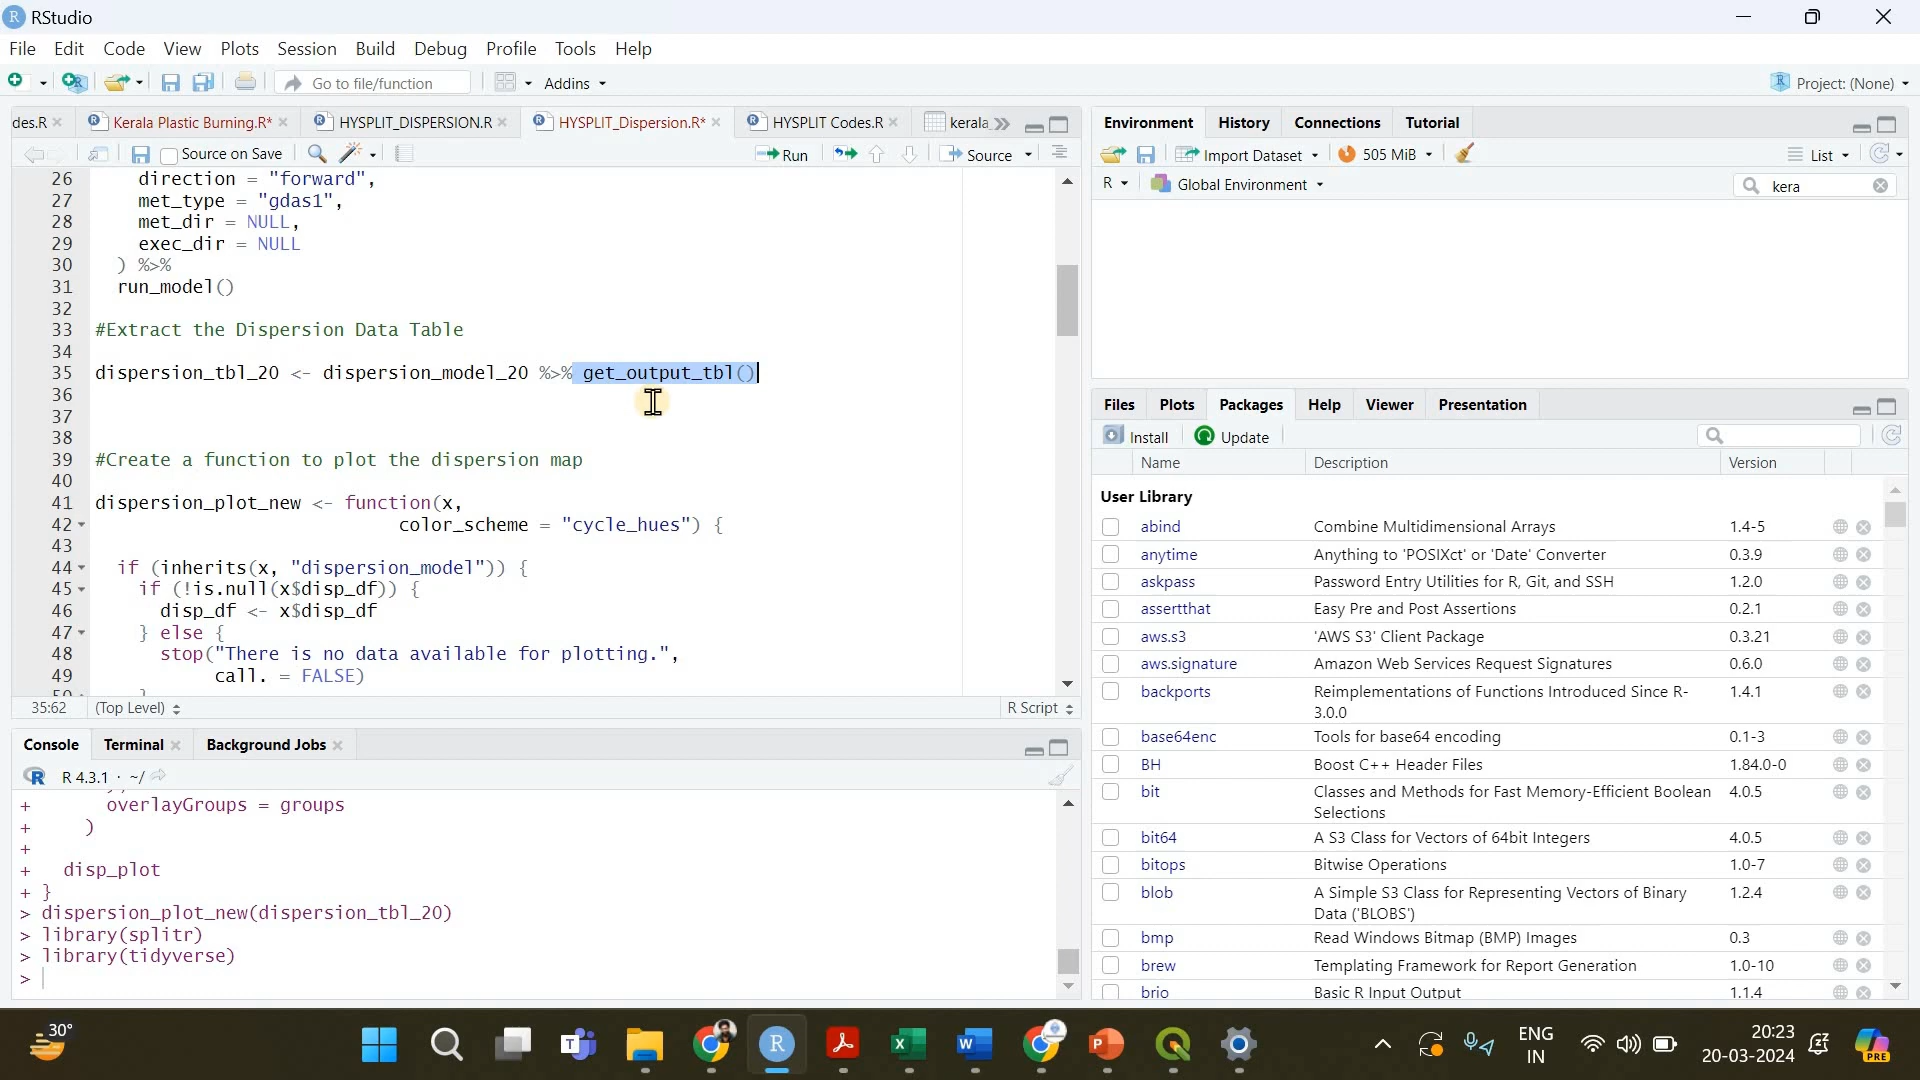 RStudio
File Edit Code View Plots Session Build Debug Profile Tools Help
Go to file/function
Addins
Project: (None)
des.R
Kerala Plastic Burning.R*
HYSPLIT_DISPERSION.R
HYSPLIT_Dispersion.R*
HYSPLIT Codes.R
kerala
Source on Save
Run
Source
26 direction = "forward",
27 met_type = "gdas1",
28 met_dir = NULL,
29 exec_dir = NULL
30 ) %>%
31 run_model()
32
33 #Extract the Dispersion Data Table
34
35 dispersion_tbl_20 <- dispersion_model_20 %>% get_output_tbl()
36
37
38
39 #Create a function to plot the dispersion map
40
41 dispersion_plot_new <- function(x,
42 color_scheme = "cycle_hues") {
43
44 if (inherits(x, "dispersion_model")) {
45 if (!is.null(x$disp_df)) {
46 disp_df <- x$disp_df
47 } else {
48 stop("There is no data available for plotting.",
49 call. = FALSE)
50 }
35:62 (Top Level) R Script
Console Terminal Background Jobs
R 4.3.1 · ~/
+ overlayGroups = groups
+ )
+
+ disp_plot
+ }
> dispersion_plot_new(dispersion_tbl_20)
> library(splitr)
> library(tidyverse)
>
Environment History Connections Tutorial
Import Dataset 505 MiB List
R Global Environment kera
Files Plots Packages Help Viewer Presentation
Install Update
Name Description Version
User Library
abind Combine Multidimensional Arrays 1.4-5
anytime Anything to 'POSIXct' or 'Date' Converter 0.3.9
askpass Password Entry Utilities for R, Git, and SSH 1.2.0
assertthat Easy Pre and Post Assertions 0.2.1
aws.s3 'AWS S3' Client Package 0.3.21
aws.signature Amazon Web Services Request Signatures 0.6.0
backports Reimplementations of Functions Introduced Since R- 1.4.1
3.0.0
base64enc Tools for base64 encoding 0.1-3
BH Boost C++ Header Files 1.84.0-0
bit Classes and Methods for Fast Memory-Efficient Boolean 4.0.5
Selections
bit64 A S3 Class for Vectors of 64bit Integers 4.0.5
bitops Bitwise Operations 1.0-7
blob A Simple S3 Class for Representing Vectors of Binary 1.2.4
Data ('BLOBS')
bmp Read Windows Bitmap (BMP) Images 0.3
brew Templating Framework for Report Generation 1.0-10
brio Basic R Input Output 1.1.4
30°
ENG
IN
20:23
20-03-2024
PRE